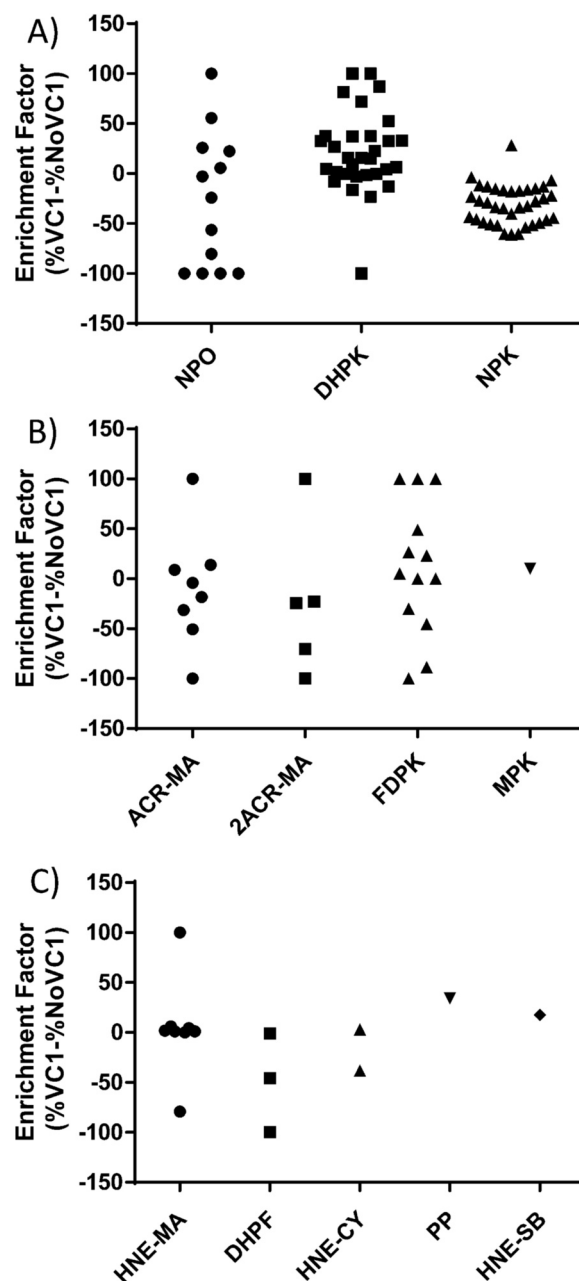 A)
Enrichment Factor
(%VC1-%NoVC1)
150
100
50
0
-50
-100
-150
NPO
DHPK
NPK
B)
Enrichment Factor
(%VC1-%NoVC1)
150
100
50
0
-50
-100
-150
ACR-MA
2ACR-MA
FDPK
MPK
C)
Enrichment Factor
(%VC1-%NoVC1)
150
100
50
0
-50
-100
-150
HNE-MA
DHPF
HNE-CY
PP
HNE-SB